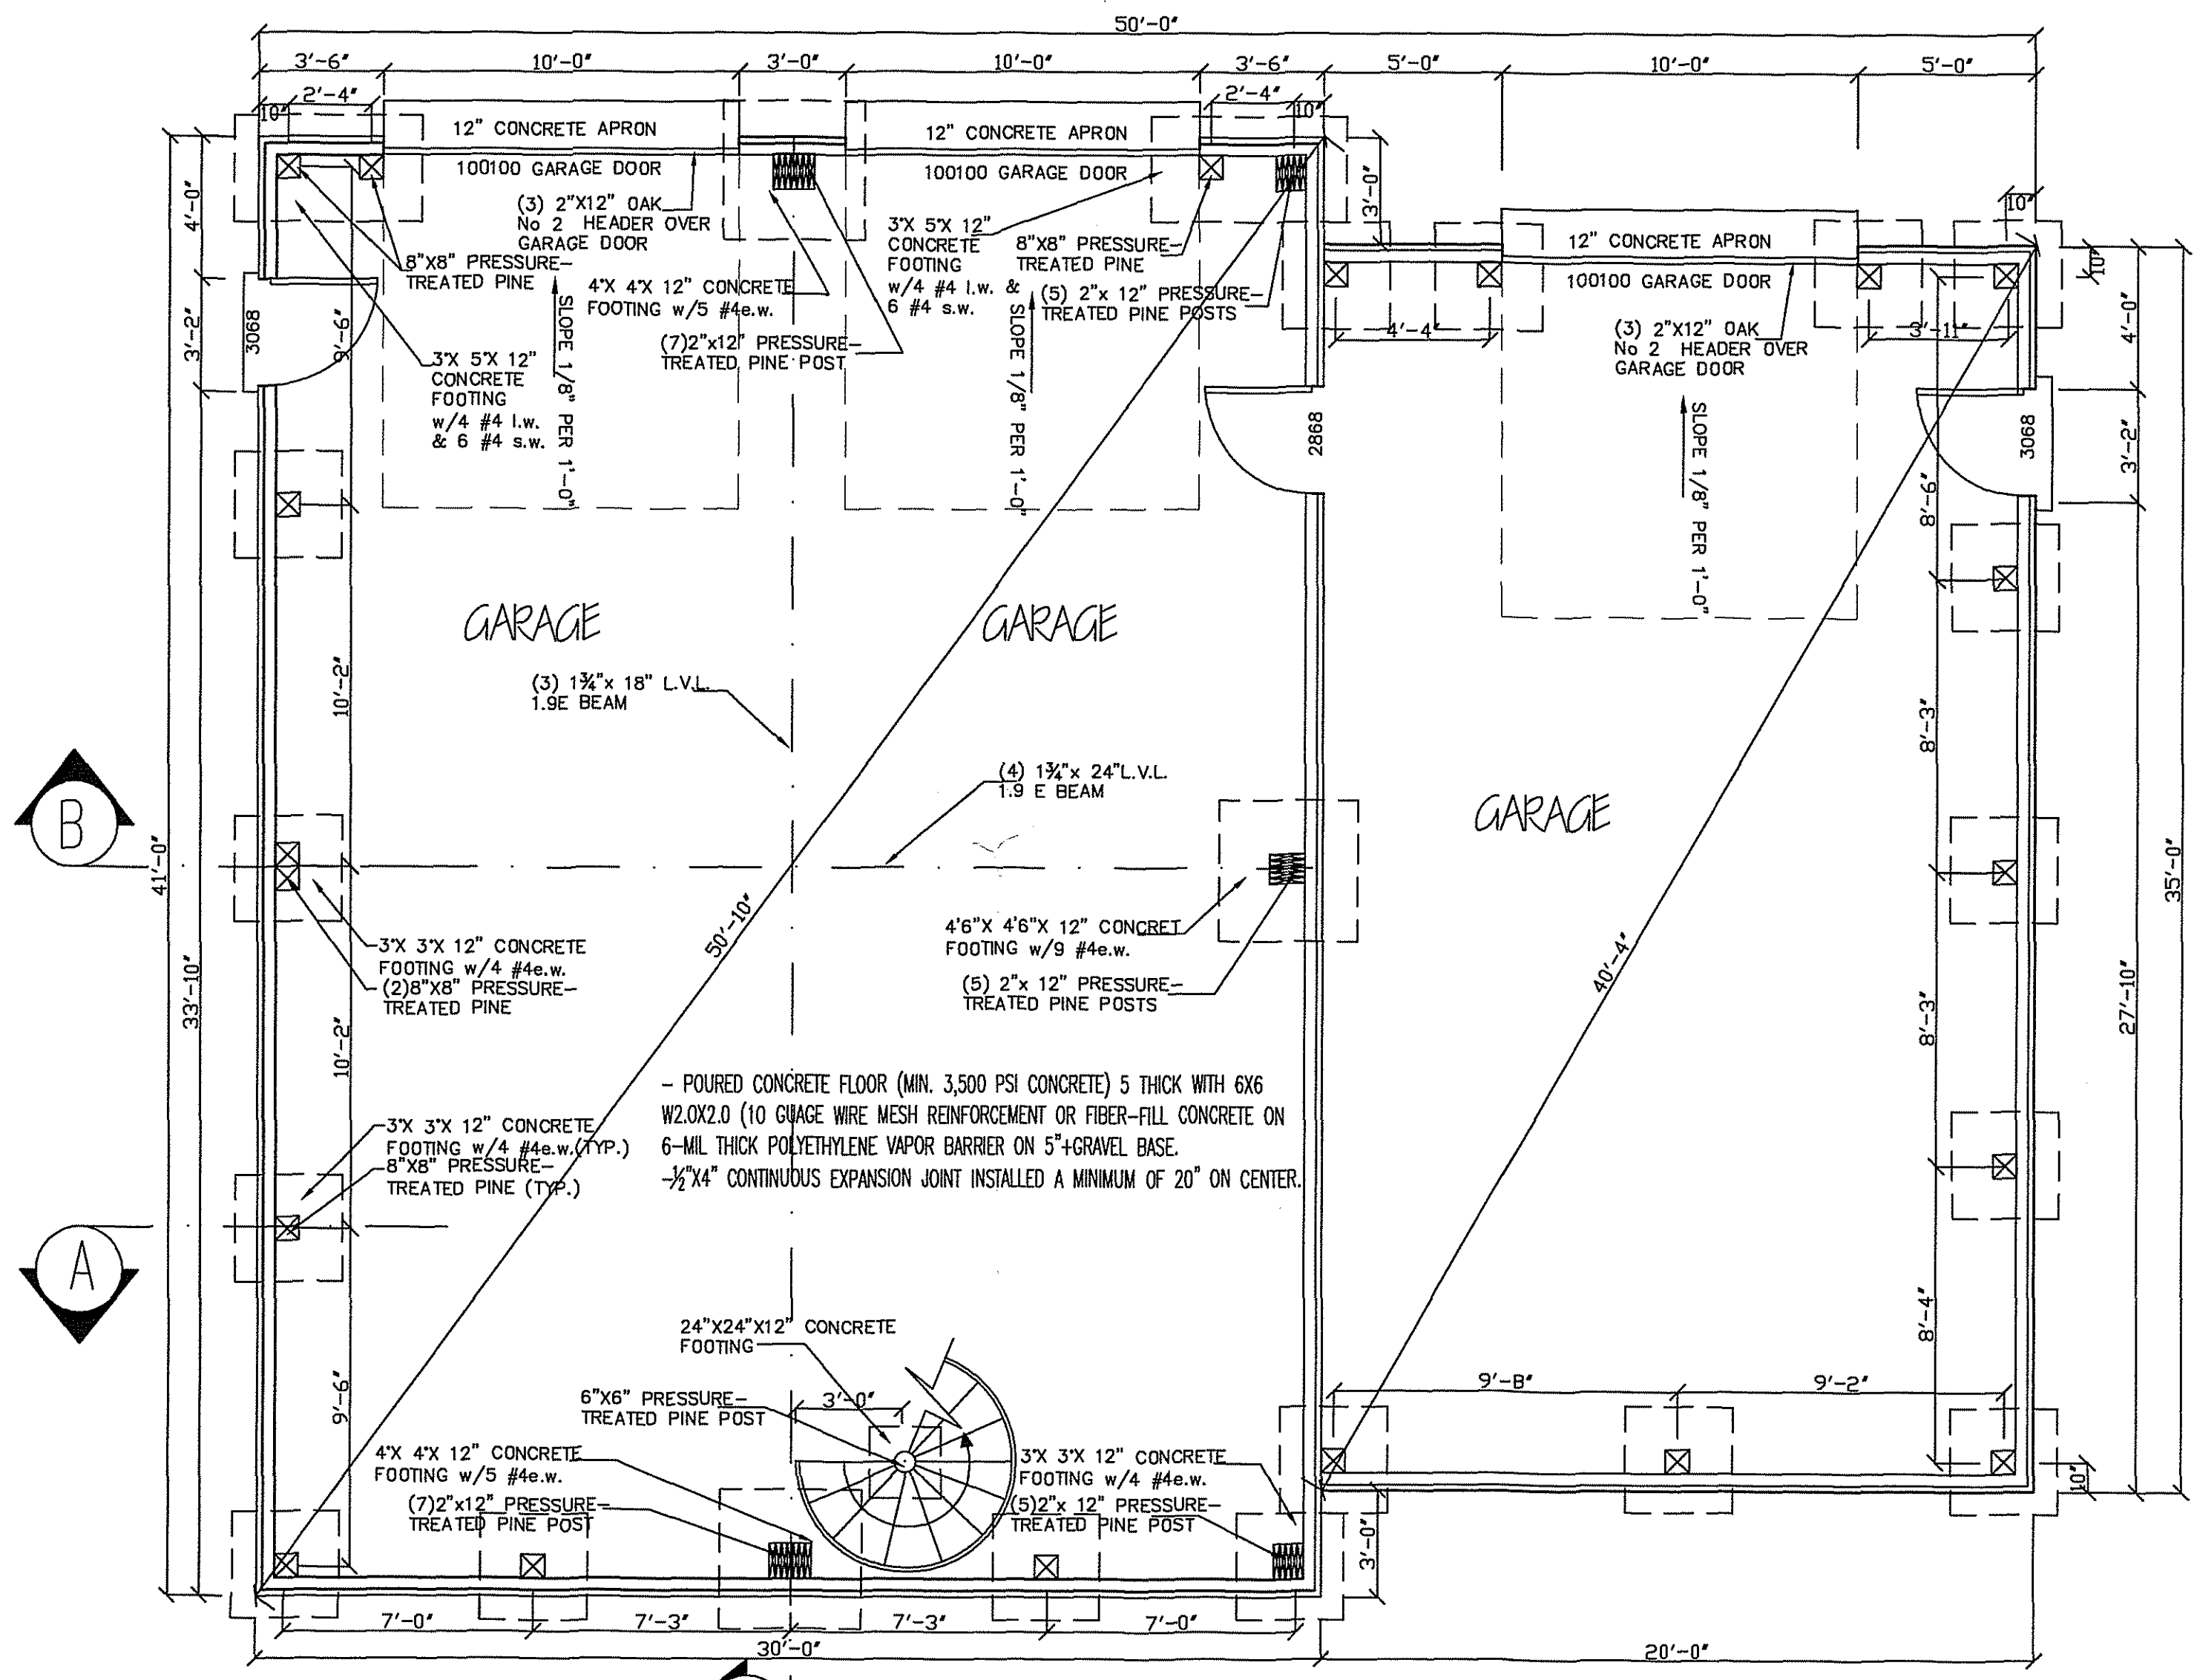 50'-0"
3'-6"
10'-0"
3'-0"
10'-0"
3'-6"
5'-0"
10'-0"
5'-0"
10"
2'-4"
2'-4"
10"
12" CONCRETE APRON
100100 GARAGE DOOR
12" CONCRETE APRON
100100 GARAGE DOOR
(3) 2"X12" OAK
No 2 HEADER OVER
GARAGE DOOR
8"X8" PRESSURE-
TREATED PINE
4'X 4'X 12" CONCRETE
FOOTING w/5 #4e.w.
(7)2"x12" PRESSURE-
TREATED PINE POST
3'X 5'X 12"
CONCRETE
FOOTING
w/4 #4 l.w. &
6 #4 s.w.
8"X8" PRESSURE-
TREATED PINE
(5) 2"x 12" PRESSURE-
TREATED PINE POSTS
3'-0"
10"
12" CONCRETE APRON
100100 GARAGE DOOR
10"
4'-4"
3'-11"
(3) 2"X12" OAK
No 2 HEADER OVER
GARAGE DOOR
4'-0"
3'-2"
3068
9'-6"
3'X 5'X 12"
CONCRETE
FOOTING
w/4 #4 l.w.
& 6 #4 s.w.
SLOPE 1/8" PER 1'-0"
SLOPE 1/8" PER 1'-0"
2868
SLOPE 1/8" PER 1'-0"
8'-6"
3068
4'-0"
3'-2"
GARAGE
GARAGE
10'-2"
(3) 1¾"x 18" L.V.L.
1.9E BEAM
(4) 1¾"x 24"L.V.L.
1.9 E BEAM
GARAGE
8'-3"
B
41'-0"
33'-10"
50'-10"
40'-4"
35'-0"
27'-10"
3'X 3'X 12" CONCRETE
FOOTING w/4 #4e.w.
(2)8"X8" PRESSURE-
TREATED PINE
4'6"X 4'6"X 12" CONCRET
FOOTING w/9 #4e.w.
(5) 2"x 12" PRESSURE-
TREATED PINE POSTS
10'-2"
8'-3"
- POURED CONCRETE FLOOR (MIN. 3,500 PSI CONCRETE) 5 THICK WITH 6X6
W2.0X2.0 (10 GUAGE WIRE MESH REINFORCEMENT OR FIBER-FILL CONCRETE ON
6-MIL THICK POLYETHYLENE VAPOR BARRIER ON 5"+GRAVEL BASE.
-½"X4" CONTINUOUS EXPANSION JOINT INSTALLED A MINIMUM OF 20" ON CENTER.
3'X 3'X 12" CONCRETE
FOOTING w/4 #4e.w.(TYP.)
8"X8" PRESSURE-
TREATED PINE (TYP.)
A
24"X24"X12" CONCRETE
FOOTING
8'-4"
9'-6"
6"X6" PRESSURE-
TREATED PINE POST
3'-0"
9'-8"
9'-2"
4'X 4'X 12" CONCRETE
FOOTING w/5 #4e.w.
(7)2"x12" PRESSURE-
TREATED PINE POST
3'X 3'X 12" CONCRETE
FOOTING w/4 #4e.w.
(5)2"x 12" PRESSURE-
TREATED PINE POST
10"
3'-0"
7'-0"
7'-3"
7'-3"
7'-0"
30'-0"
20'-0"